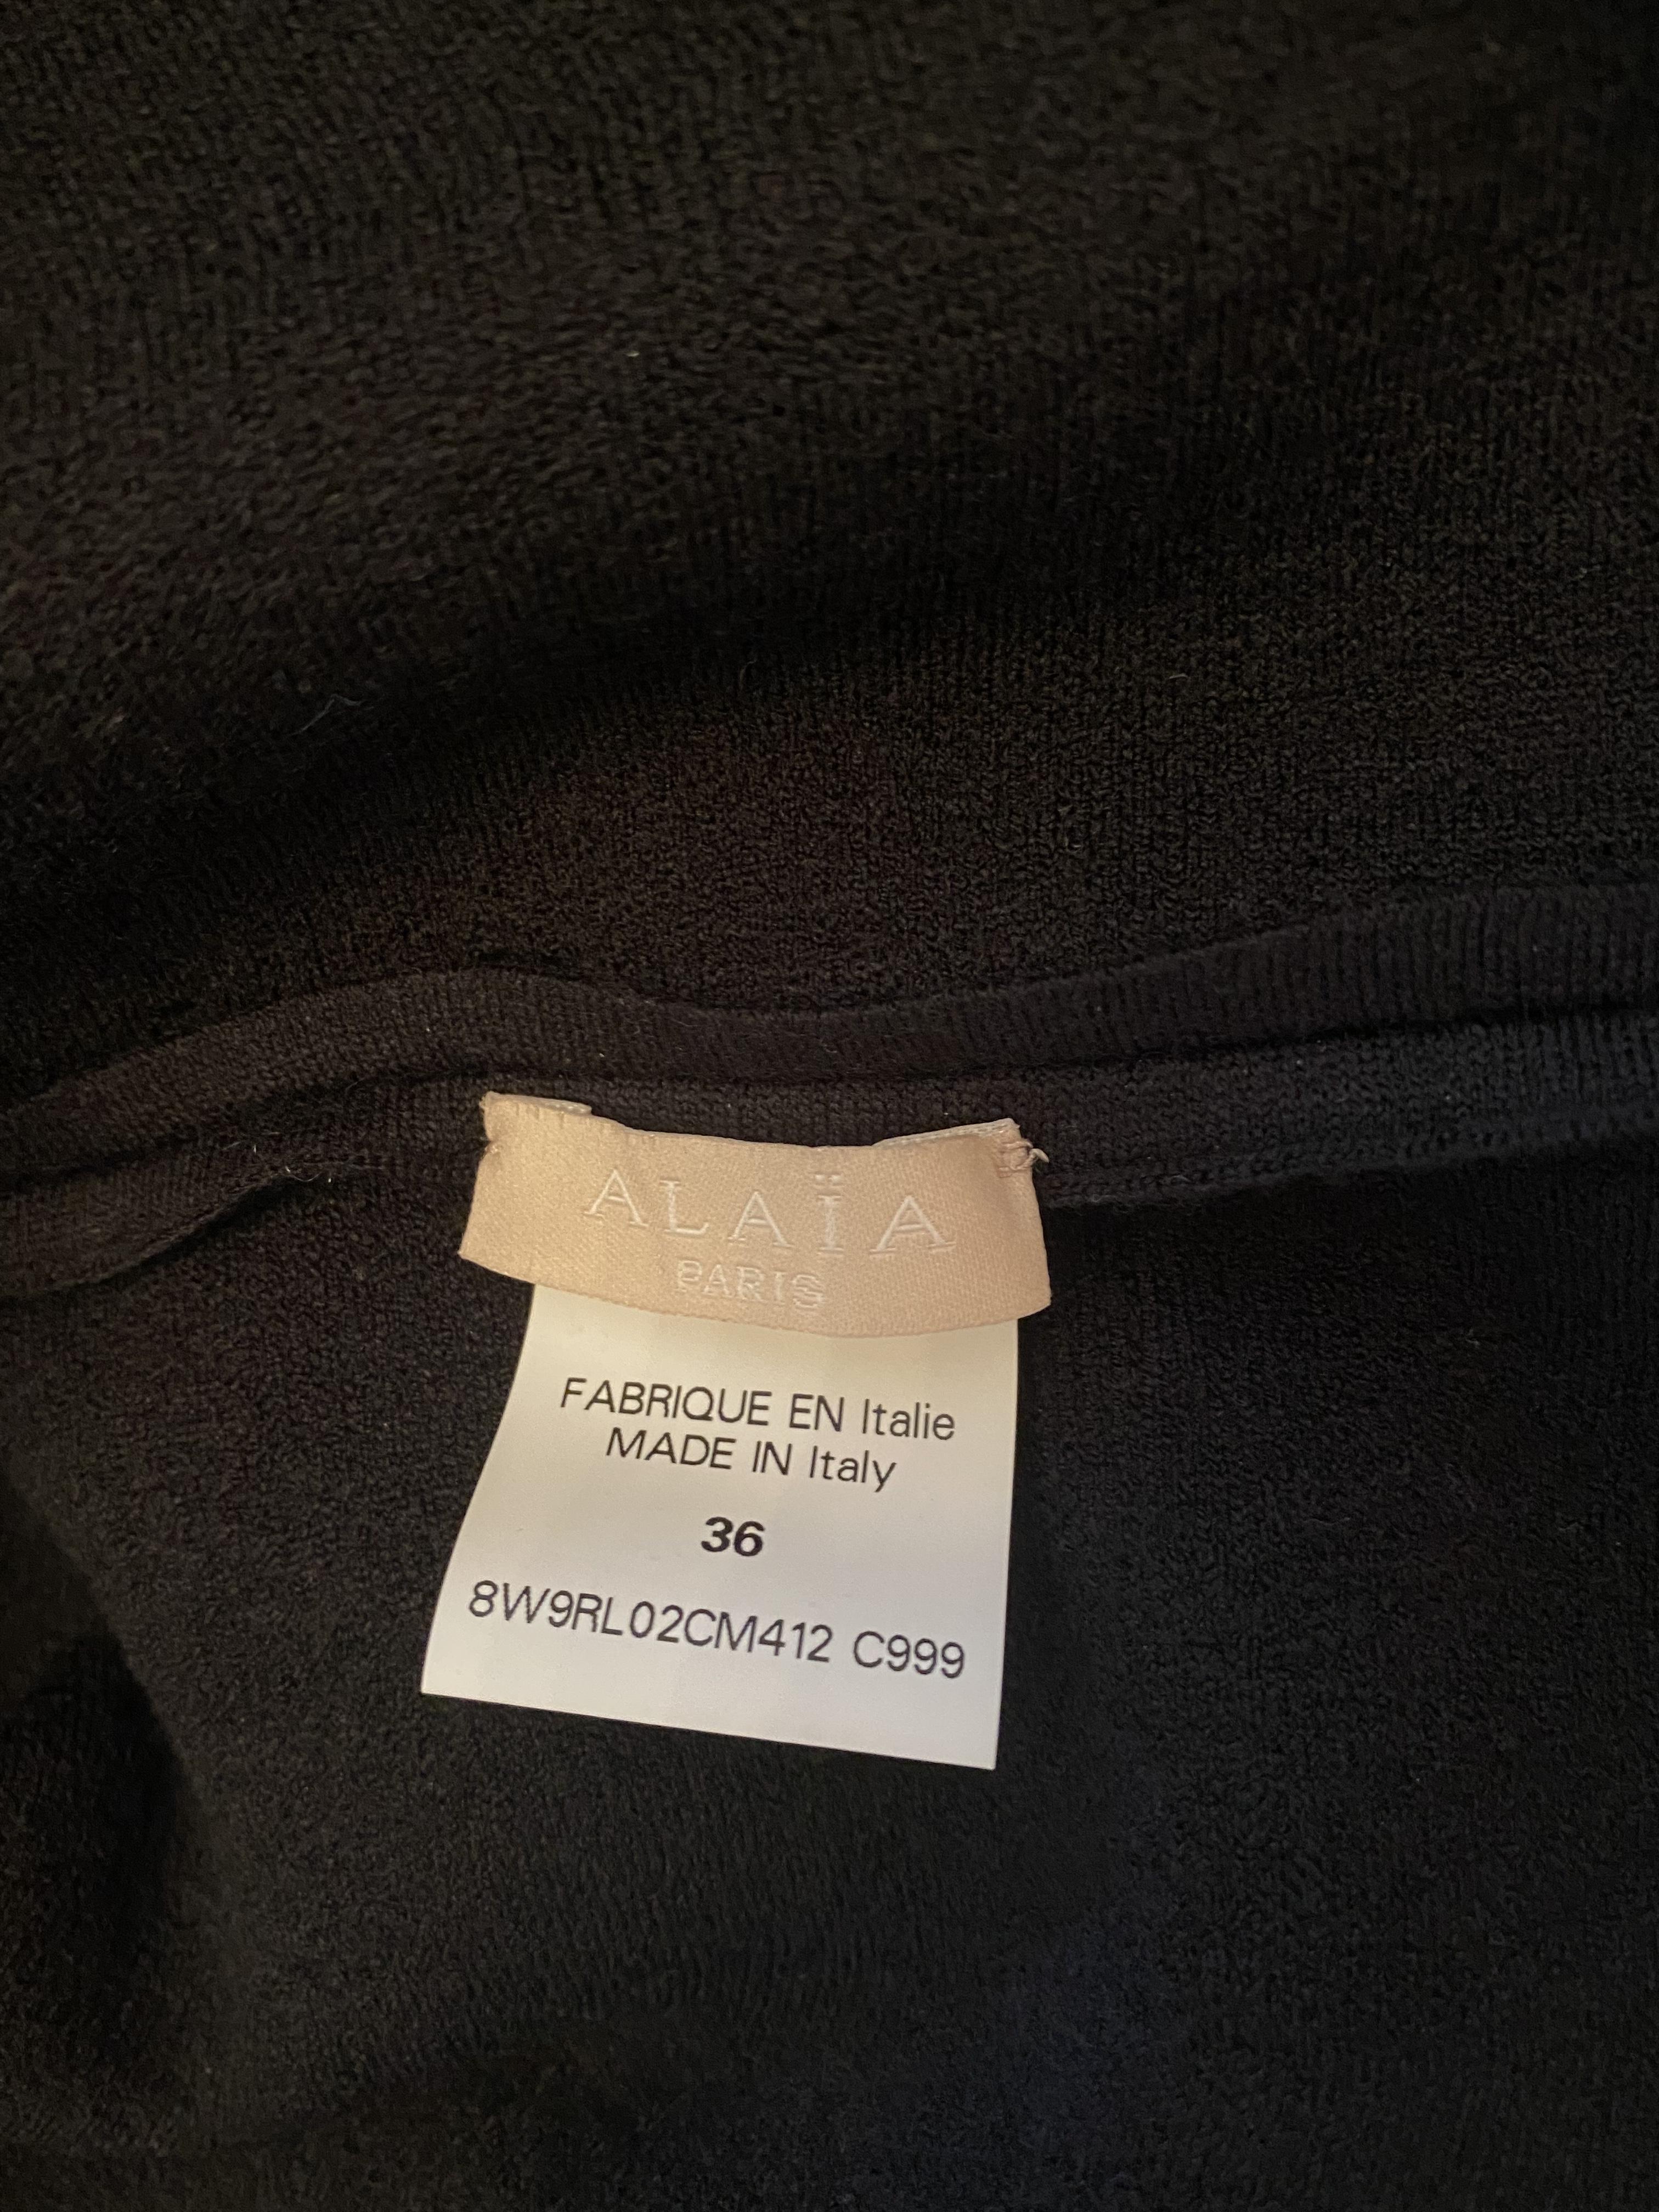 ALAÏA
PARIS
FABRIQUE EN Italie
MADE IN Italy
36
8W9RL02CM412 C999